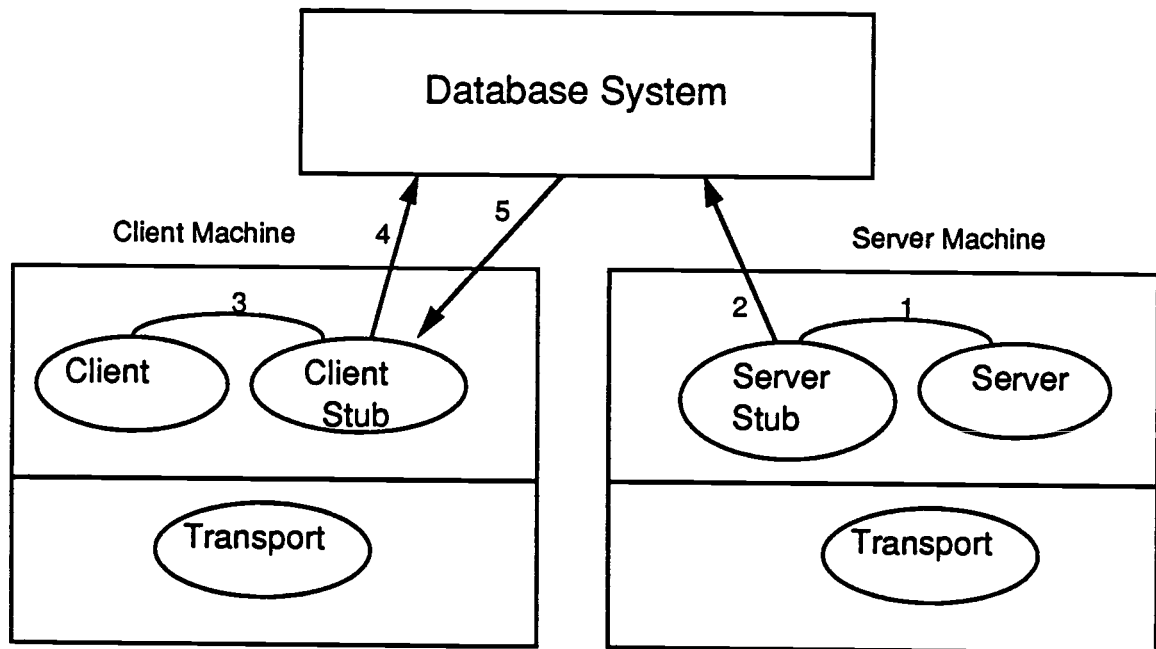 Database System
5
4
Client Machine
Server Machine
3
2
1
Client
Client
Stub
Server
Stub
Server
Transport
Transport